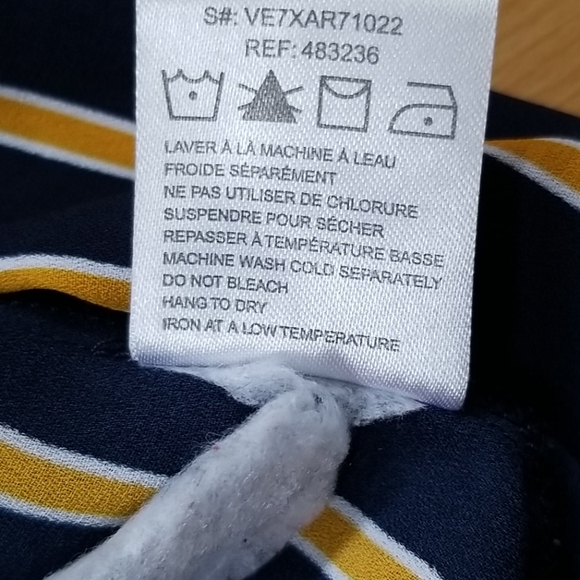 S#: VE7XAR71022
REF: 483236
LAVER À LÀ MACHINE À LEAU
FROIDE SÉPARÉMENT
NE PAS UTILISER DE CHLORURE
SUSPENDRE POUR SÉCHER
REPASSER À TEMPÉRATURE BASSE
MACHINE WASH COLD SEPARATELY
DO NOT BLEACH
HANG TO DRY
IRON AT A LOW TEMPERATURE